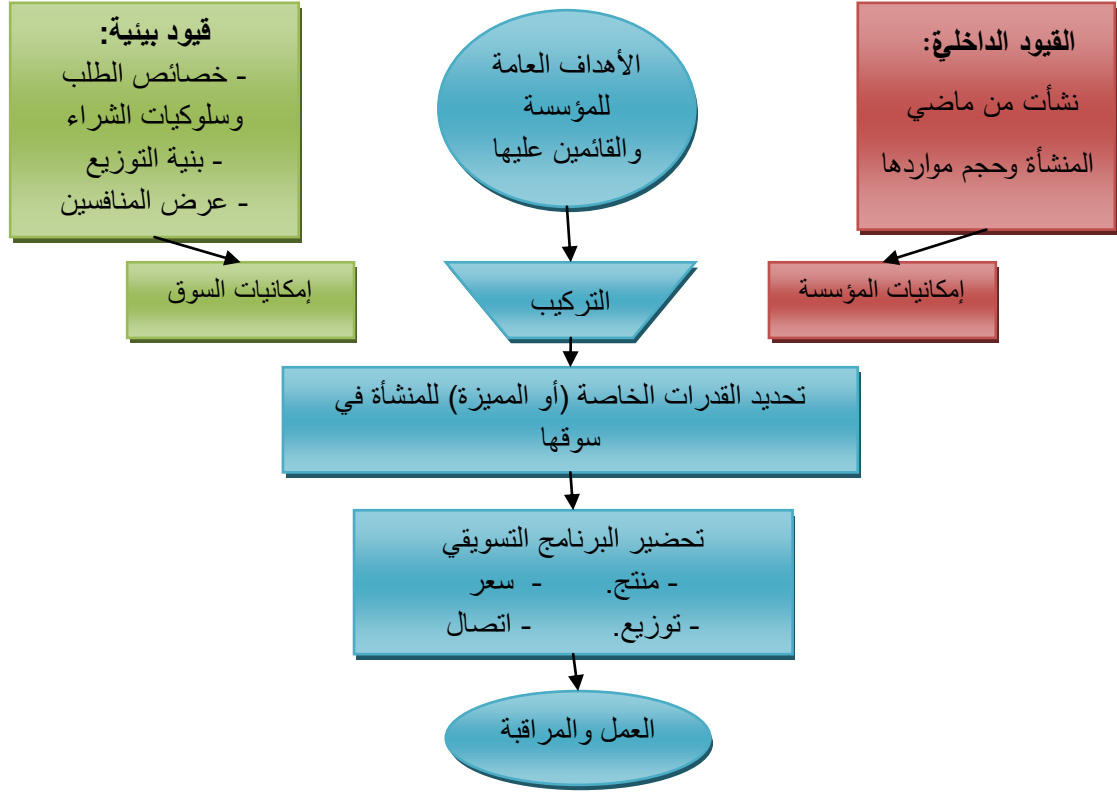 القيود الداخلية:
نشأت من ماضي
المنشأة وحجم مواردها
الأهداف العامة
للمؤسسة
والقائمين عليها
قيود بيئية:
- خصائص الطلب
وسلوكيات الشراء
- بنية التوزيع
- عرض المنافسين
إمكانيات المؤسسة
التركيب
إمكانيات السوق
تحديد القدرات الخاصة (أو المميزة) للمنشأة في
سوقها
تحضير البرنامج التسويقي
- منتج. - سعر
- توزيع. - اتصال
العمل والمراقبة